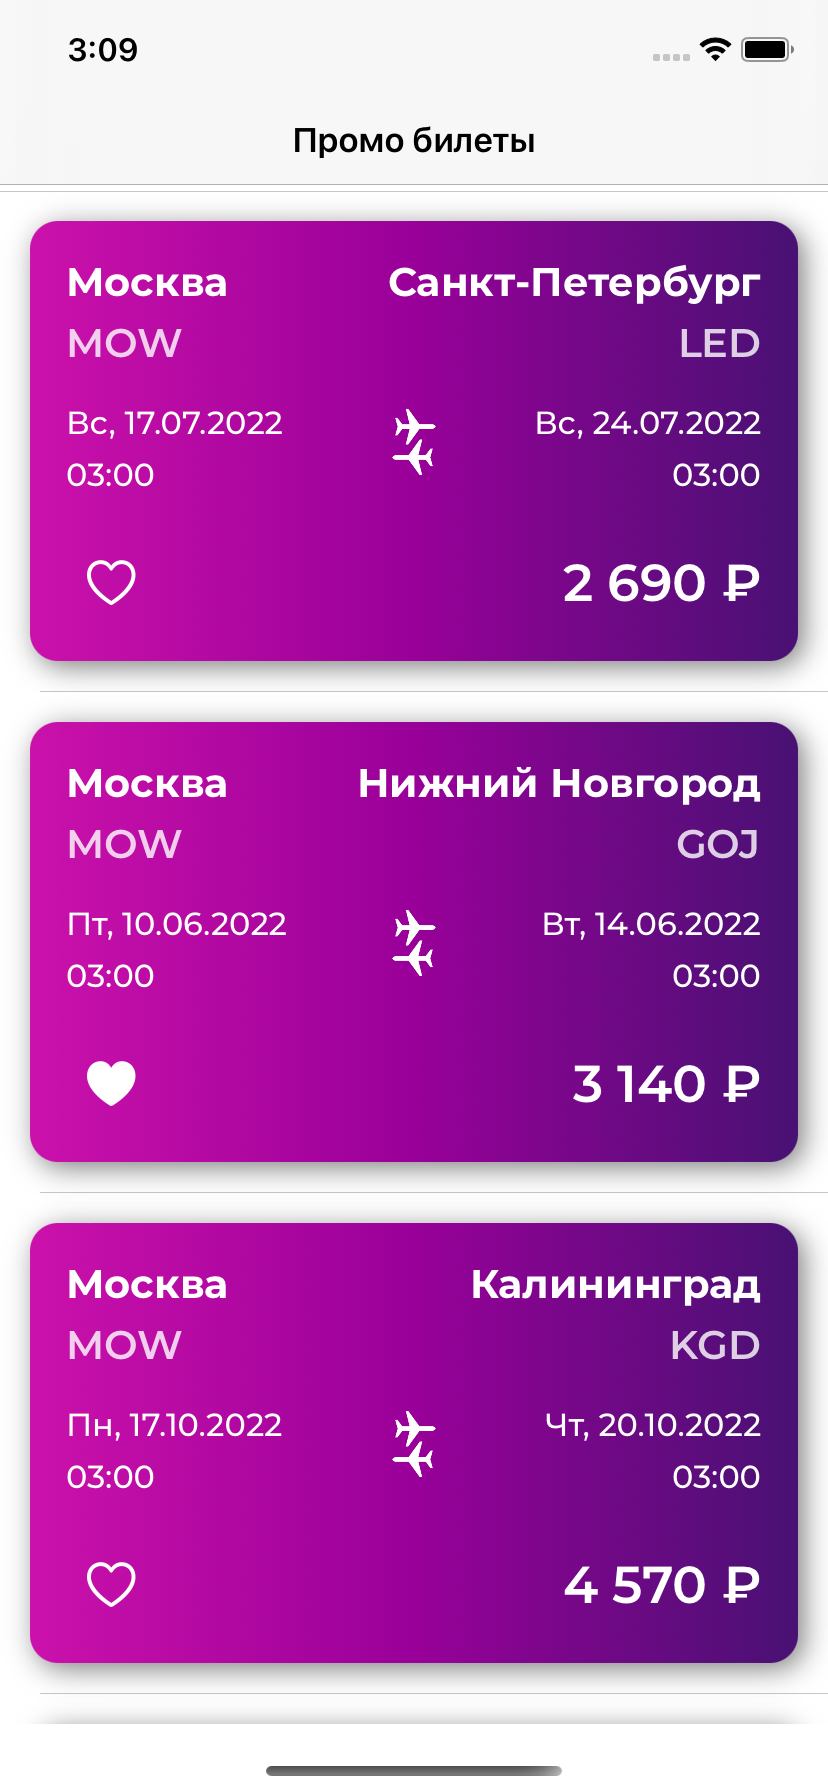 3:09
Промо билеты
Москва Санкт-Петербург
MOW LED
Вс, 17.07.2022 Вс, 24.07.2022
03:00 03:00
2 690 ₽
Москва Нижний Новгород
MOW GOJ
Пт, 10.06.2022 Вт, 14.06.2022
03:00 03:00
3 140 ₽
Москва Калининград
MOW KGD
Пн, 17.10.2022 Чт, 20.10.2022
03:00 03:00
4 570 ₽